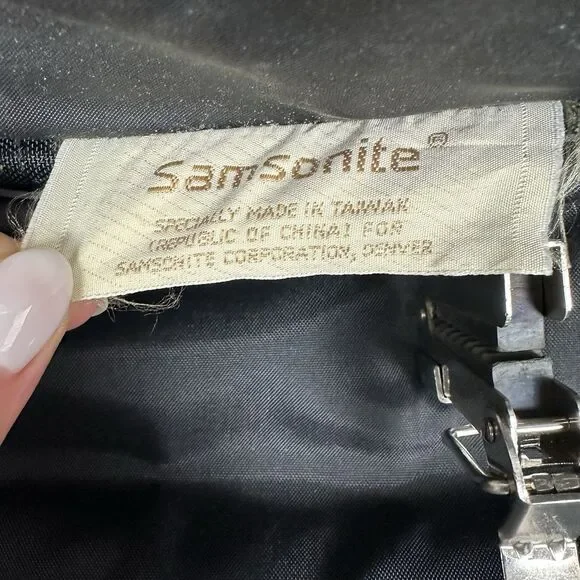 SamSonite®
SPECIALLY MADE IN TAIWAN
(REPUBLIC OF CHINA) FOR
SAMSONITE CORPORATION, DENVER